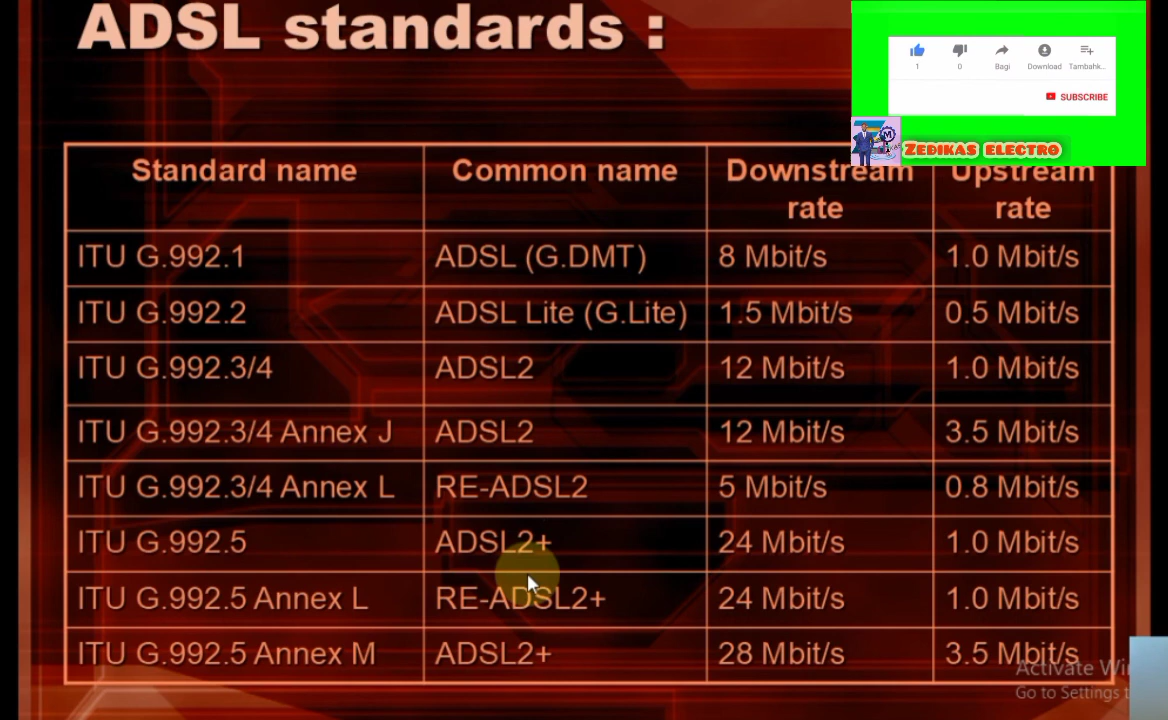 ADSL standards :
1
0
Bagi
Download
Tambahk...
SUBSCRIBE
ZEDIKAS ELECTRO
Standard name Common name Downstream rate Upstream rate
ITU G.992.1 ADSL (G.DMT) 8 Mbit/s 1.0 Mbit/s
ITU G.992.2 ADSL Lite (G.Lite) 1.5 Mbit/s 0.5 Mbit/s
ITU G.992.3/4 ADSL2 12 Mbit/s 1.0 Mbit/s
ITU G.992.3/4 Annex J ADSL2 12 Mbit/s 3.5 Mbit/s
ITU G.992.3/4 Annex L RE-ADSL2 5 Mbit/s 0.8 Mbit/s
ITU G.992.5 ADSL2+ 24 Mbit/s 1.0 Mbit/s
ITU G.992.5 Annex L RE-ADSL2+ 24 Mbit/s 1.0 Mbit/s
ITU G.992.5 Annex M ADSL2+ 28 Mbit/s 3.5 Mbit/s
Activate
Go to Settings